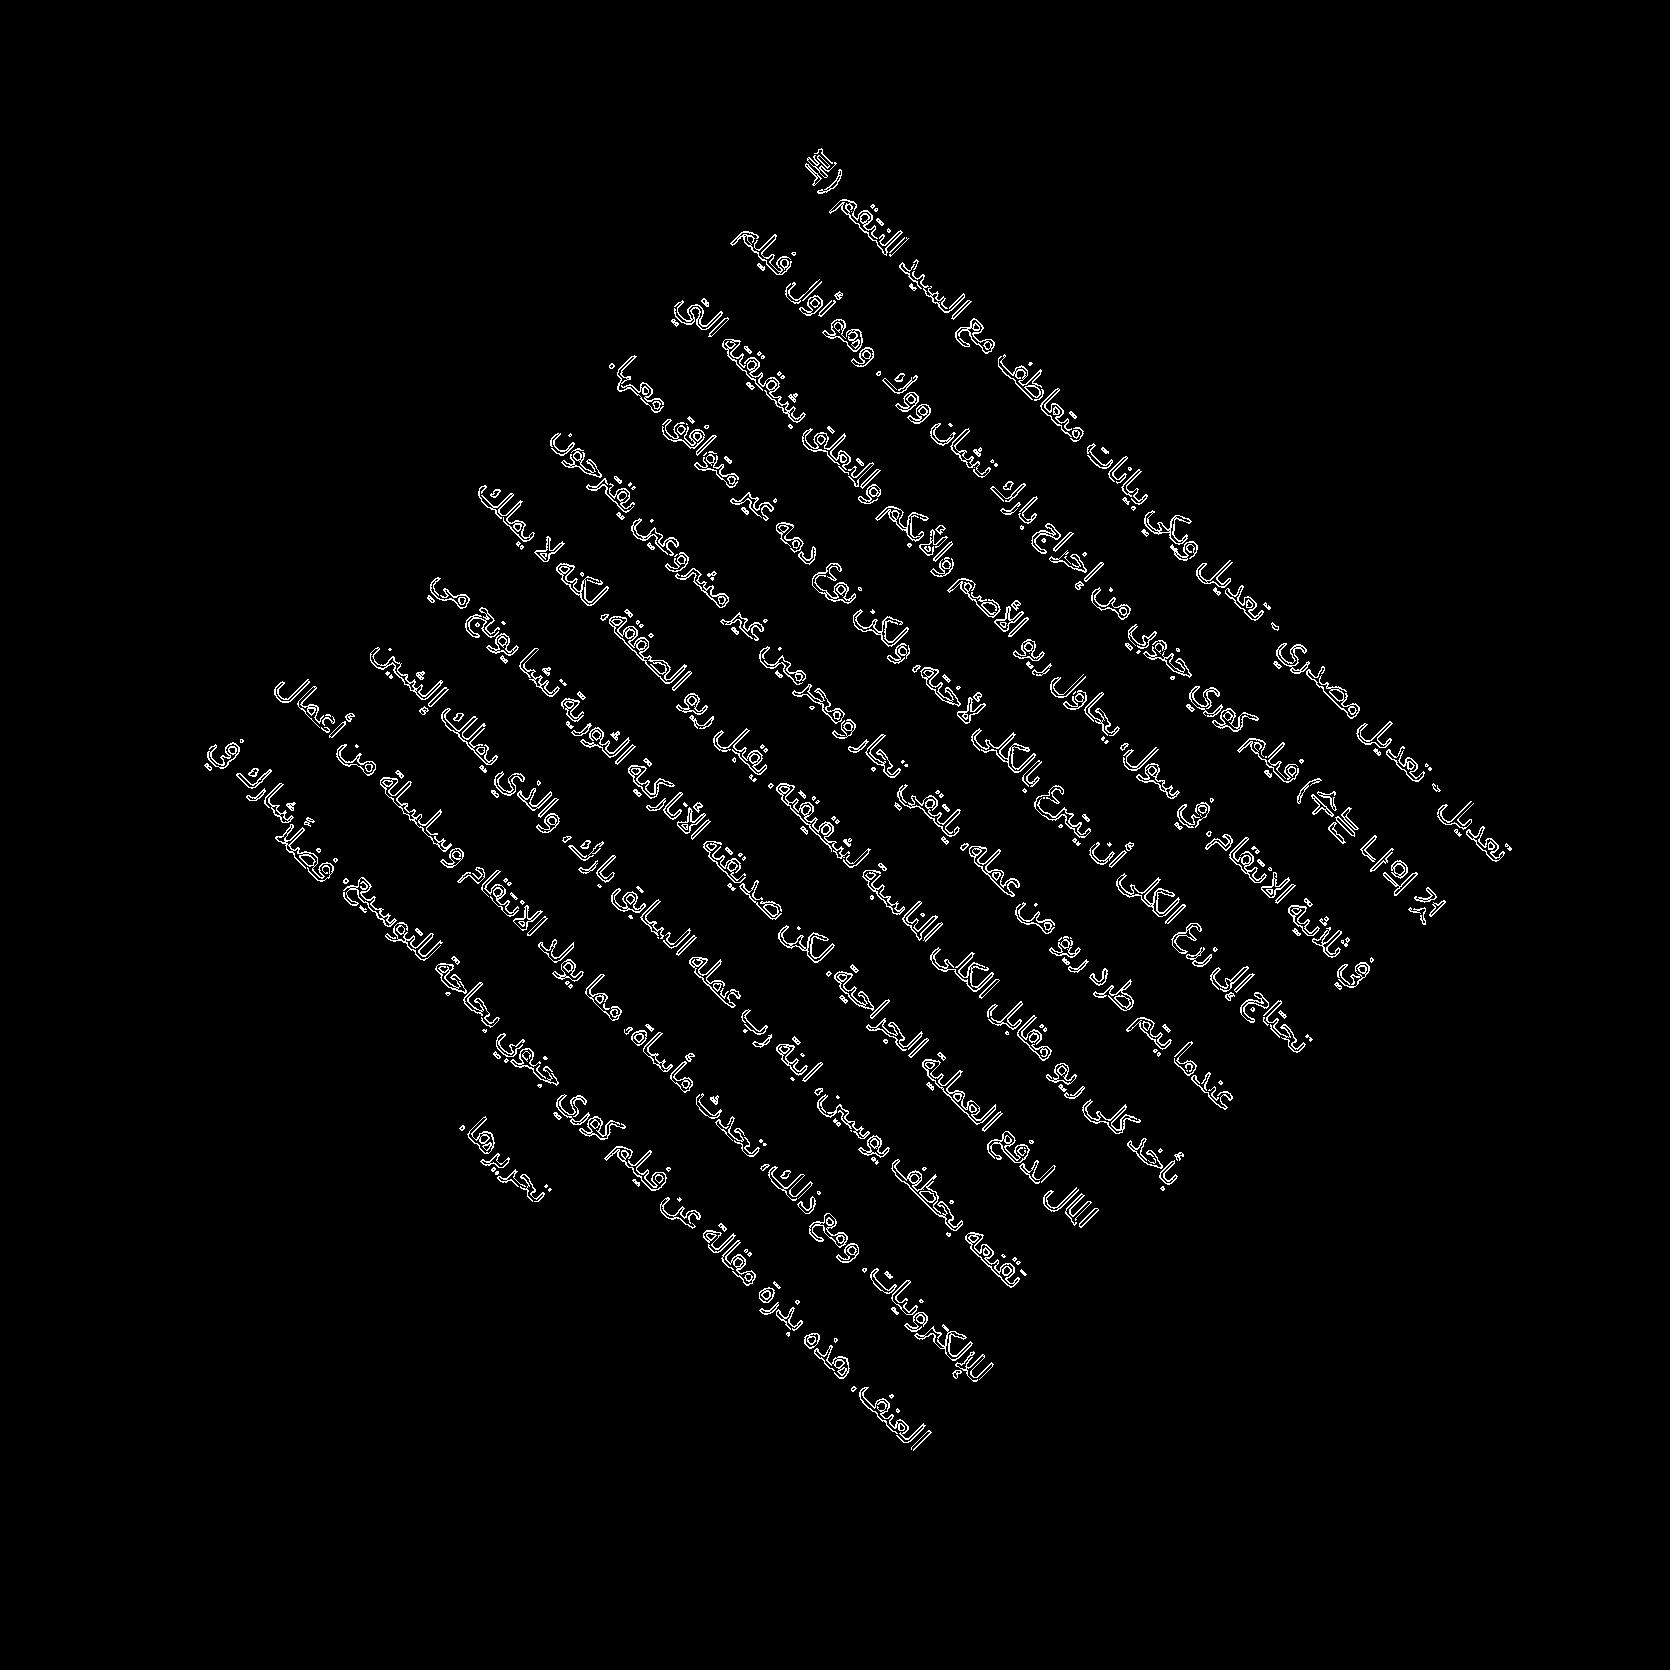 تعديل - تعديل مصدري - تعديل ويكي بيانات متعاطف مع السيد المنتقم (복
수는 나의 것) فيلم كوري جنوبي من إخراج بارك تشان ووك. وهو أول فيلم
في ثلاثية الانتقام. في سول، يحاول ريو الأصم والأبكم والمتعلق بشقيقته التي
تحتاج إلى زرع الكلى أن يتبرع بالكلى لأخته، ولكن نوع دمه غير متوافق معها.
عندما يتم طرد ريو من عمله، يلتقي تجار ومجرمين غير مشروعين يقترحون
بأخد كلى ريو مقابل الكلى المناسبة لشقيقته. يقبل ريو الصفقة، لكنه لا يملك
المال لدفع العملية الجراحية. لكن صديقته الأناركية الثورية تشا يونج مي
تقنعه بخطف يوسين، ابنة رب عمله السابق بارك، والذي يملك إلشين
للإلكترونيات. ومع ذلك، تحدث مأساة، مما يولد الانتقام وسلسلة من أعمال
العنف. هذه بذرة مقالة عن فيلم كوري جنوبي بحاجة للتوسيع. فضلًا شارك في
تحريرها.